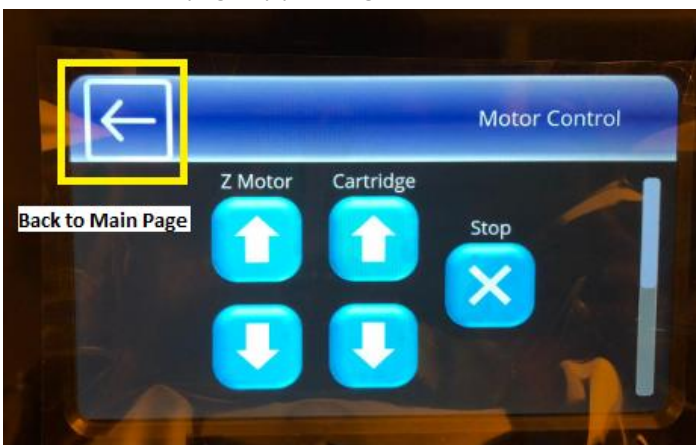 Motor Control
Z Motor Cartridge
Back to Main Page
Stop